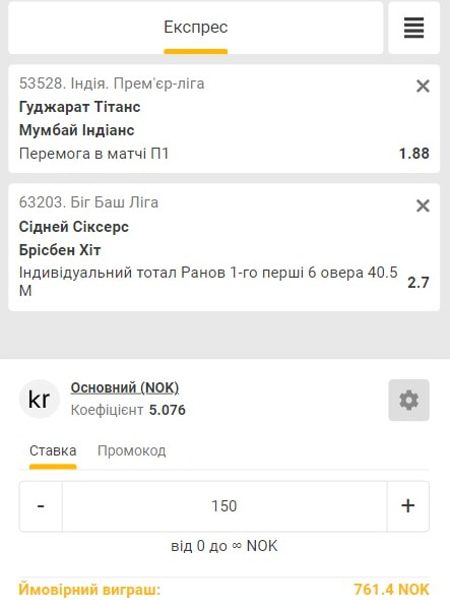 Експрес
53528. Індія. Прем'єр-ліга
Гуджарат Тітанс
Мумбай Індіанс
Перемога в матчі П1
1.88
63203. Біг Баш Ліга
Сідней Сіксерс
Брісбен Хіт
Індивідуальний тотал Ранов 1-го перші 6 овера 40.5
М
2.7
kr
Основний (NOK)
Коефіцієнт 5.076
Ставка
Промокод
- 150 +
від 0 до ∞ NOK
Ймовірний виграш:
761.4 NOK